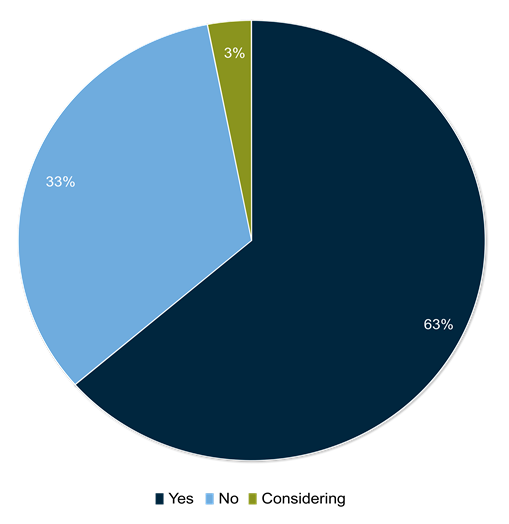 3%
33%
63%
Yes No Considering